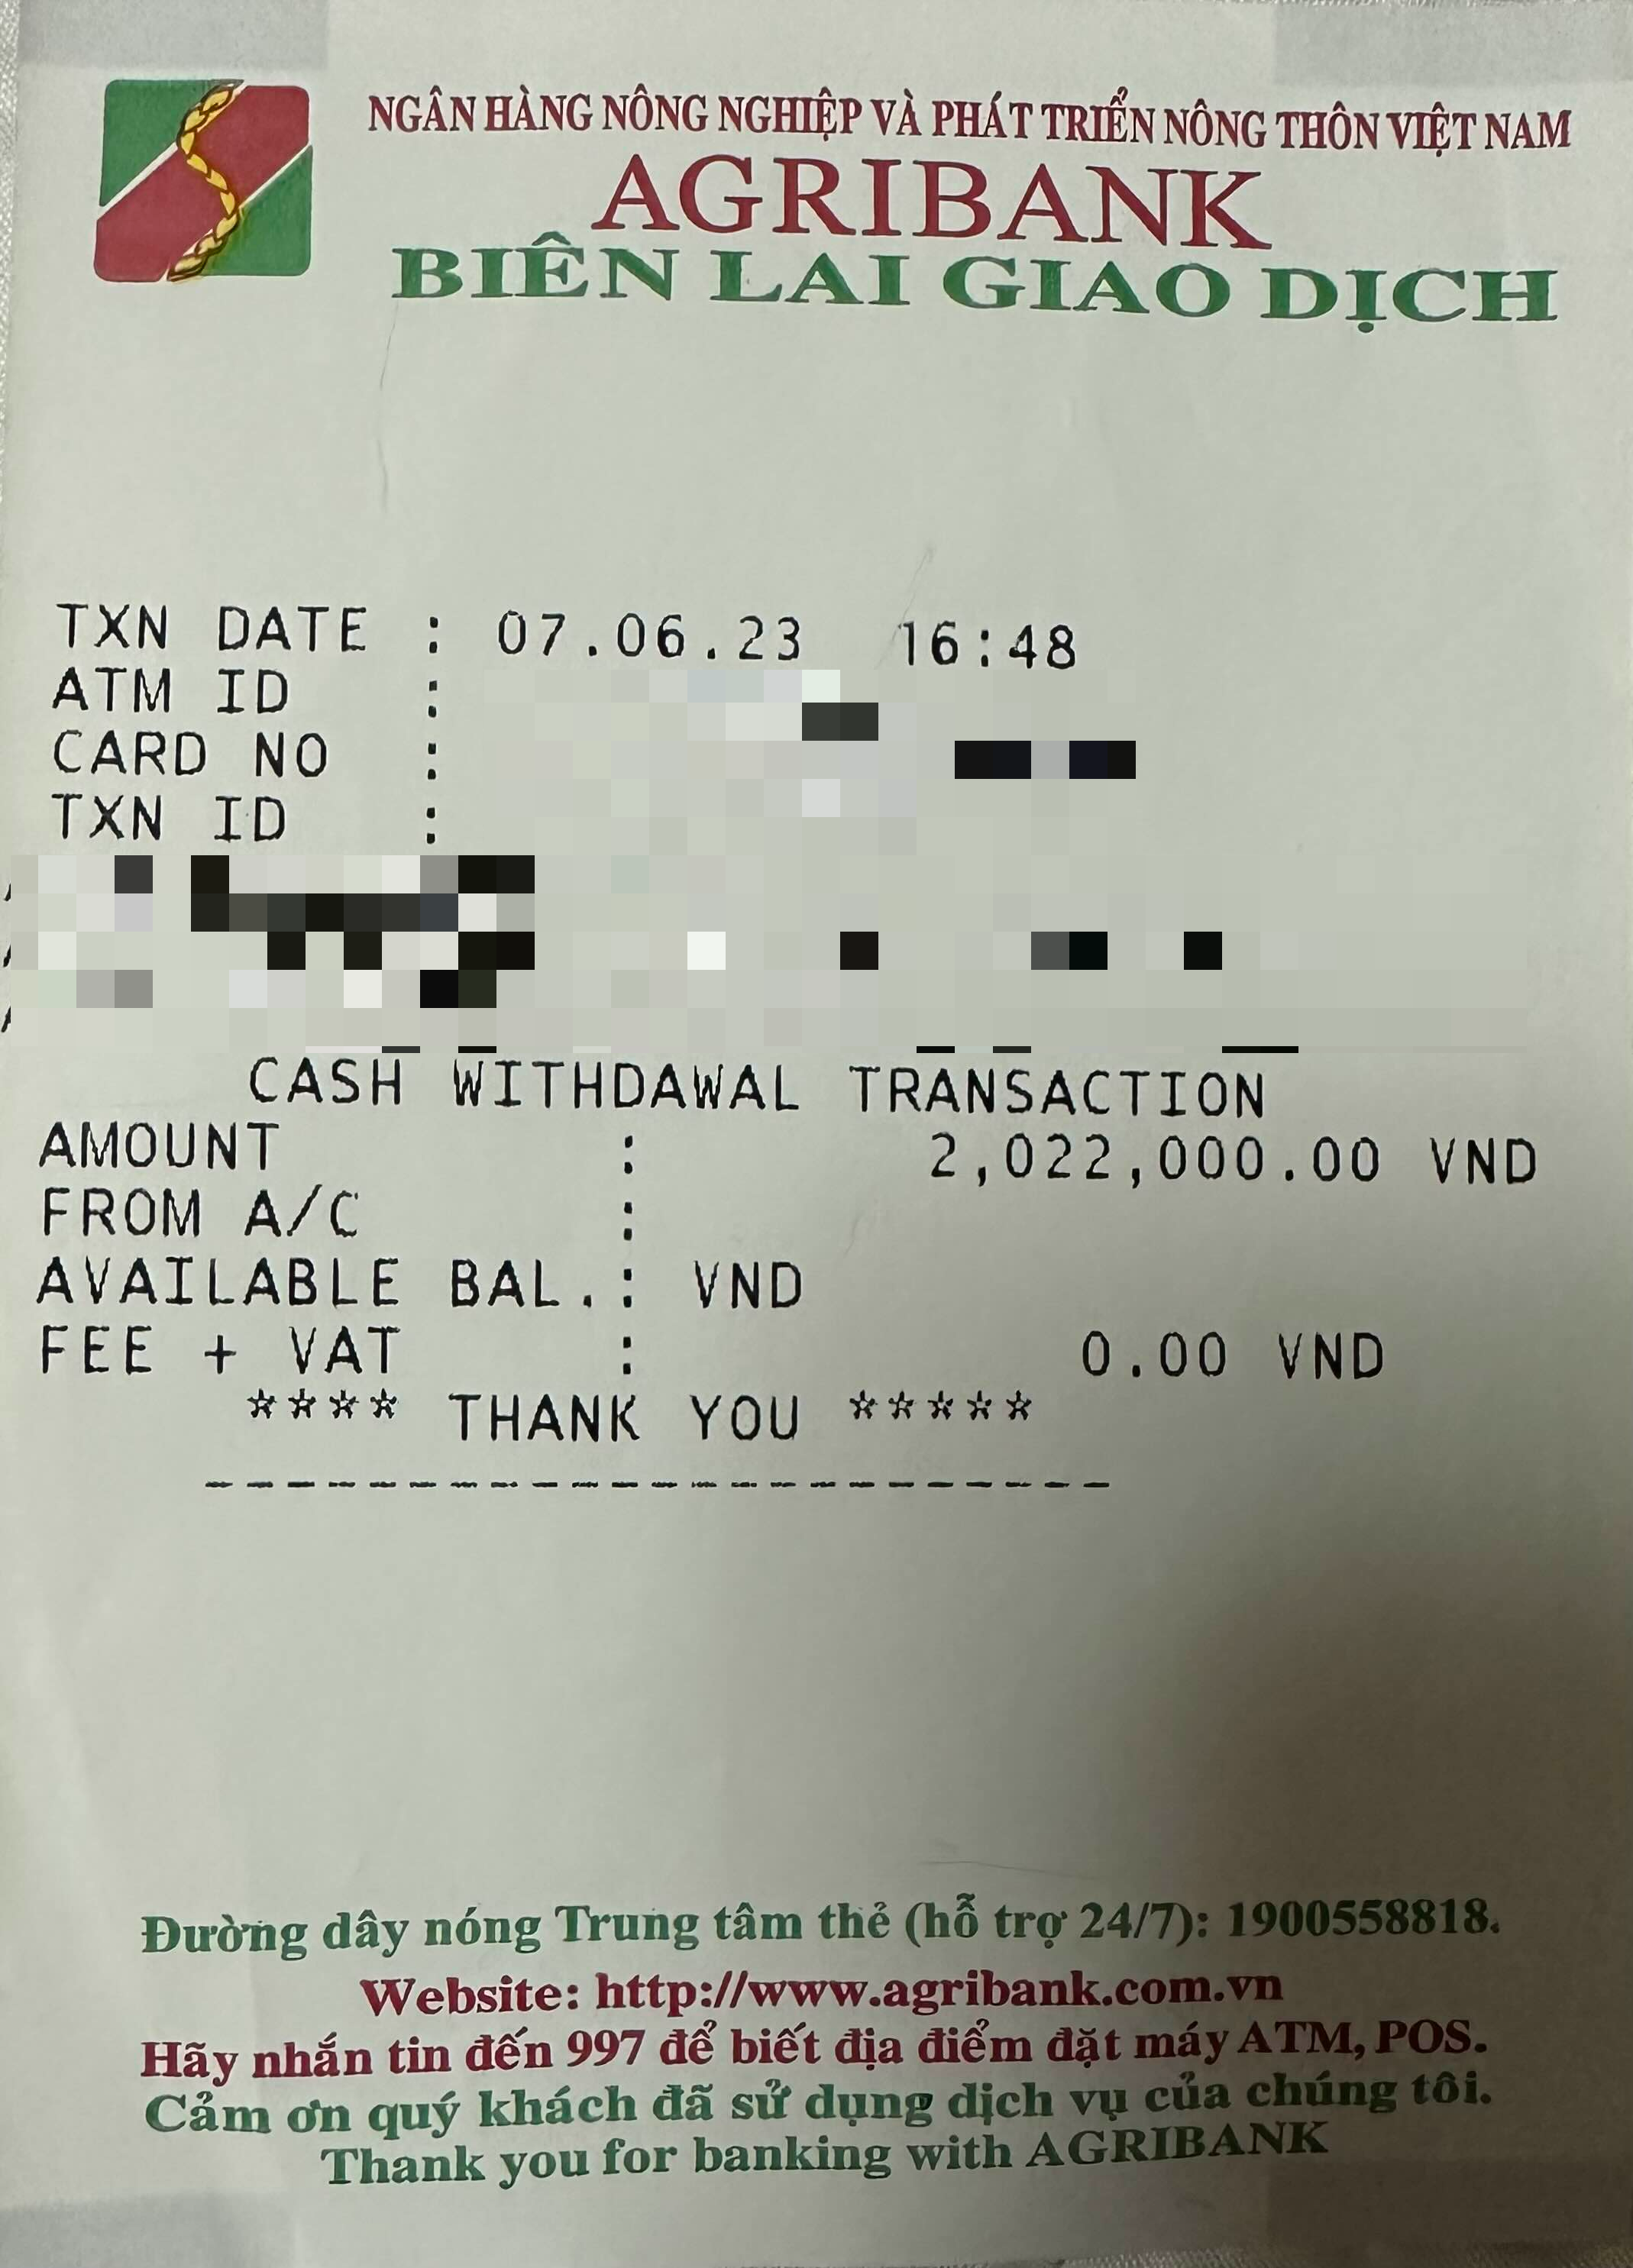 NGÂN HÀNG NÔNG NGHIỆP VÀ PHÁT TRIỂN NÔNG THÔN VIỆT NAM
AGRIBANK
BIÊN LAI GIAO DỊCH
TXN DATE : 07.06.23 16:48
ATM ID :
CARD NO :
TXN ID :
CASH WITHDAWAL TRANSACTION
AMOUNT : 2,022,000.00 VND
FROM A/C :
AVAILABLE BAL.: VND
FEE + VAT : 0.00 VND
**** THANK YOU *****
-----------------------
Đường dây nóng Trung tâm thẻ (hỗ trợ 24/7): 1900558818.
Website: http://www.agribank.com.vn
Hãy nhắn tin đến 997 để biết địa điểm đặt máy ATM, POS.
Cảm ơn quý khách đã sử dụng dịch vụ của chúng tôi.
Thank you for banking with AGRIBANK